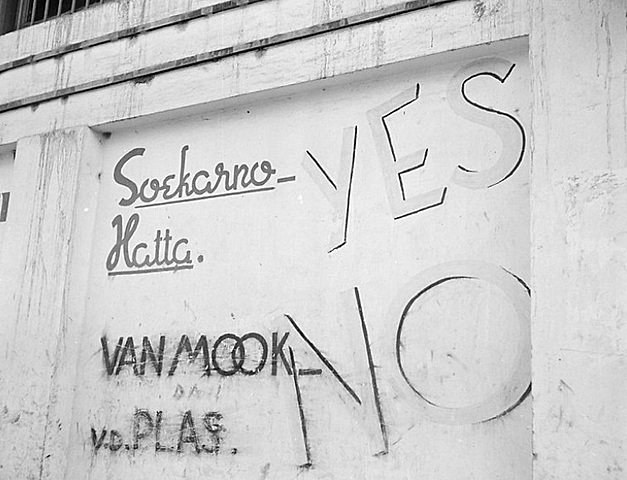 Soekarno- YES
Hatta.
VAN MOOK- NO
v.d. PLAS.